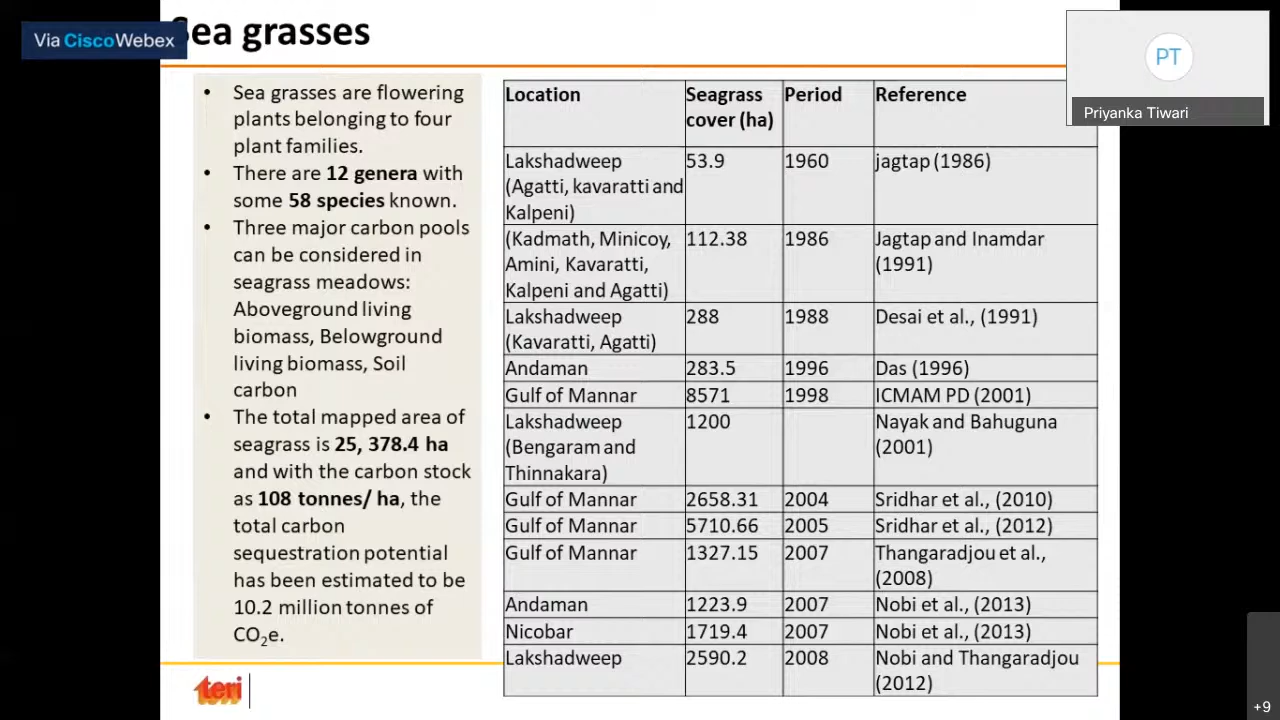 Sea grasses
Via Cisco Webex
PT
Priyanka Tiwari
• Sea grasses are flowering
plants belonging to four
plant families.
• There are 12 genera with
some 58 species known.
• Three major carbon pools
can be considered in
seagrass meadows:
Aboveground living
biomass, Belowground
living biomass, Soil
carbon
• The total mapped area of
seagrass is 25, 378.4 ha
and with the carbon stock
as 108 tonnes/ ha, the
total carbon
sequestration potential
has been estimated to be
10.2 million tonnes of
CO₂e.
Location Seagrass Period Reference
cover (ha)
Lakshadweep 53.9 1960 jagtap (1986)
(Agatti, kavaratti and
Kalpeni)
(Kadmath, Minicoy, 112.38 1986 Jagtap and Inamdar
Amini, Kavaratti, (1991)
Kalpeni and Agatti)
Lakshadweep 288 1988 Desai et al., (1991)
(Kavaratti, Agatti)
Andaman 283.5 1996 Das (1996)
Gulf of Mannar 8571 1998 ICMAM PD (2001)
Lakshadweep 1200 Nayak and Bahuguna
(Bengaram and (2001)
Thinnakara)
Gulf of Mannar 2658.31 2004 Sridhar et al., (2010)
Gulf of Mannar 5710.66 2005 Sridhar et al., (2012)
Gulf of Mannar 1327.15 2007 Thangaradjou et al.,
(2008)
Andaman 1223.9 2007 Nobi et al., (2013)
Nicobar 1719.4 2007 Nobi et al., (2013)
Lakshadweep 2590.2 2008 Nobi and Thangaradjou
(2012)
teri
+9